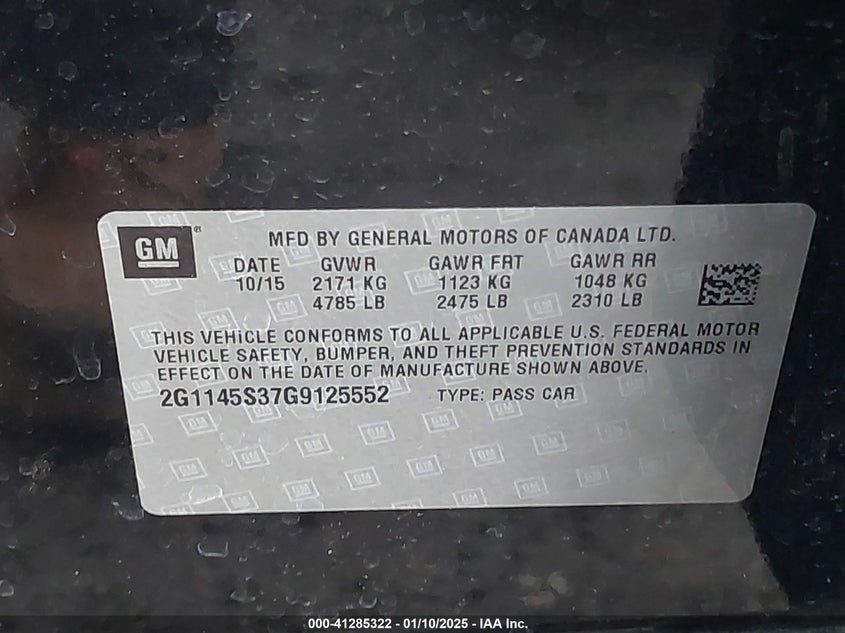 GM ®
MFD BY GENERAL MOTORS OF CANADA LTD.
DATE GVWR GAWR FRT GAWR RR
10/15 2171 KG 1123 KG 1048 KG
4785 LB 2475 LB 2310 LB
THIS VEHICLE CONFORMS TO ALL APPLICABLE U.S. FEDERAL MOTOR
VEHICLE SAFETY, BUMPER, AND THEFT PREVENTION STANDARDS IN
EFFECT ON THE DATE OF MANUFACTURE SHOWN ABOVE.
2G1145S37G9125552 TYPE: PASS CAR
000-41285322 - 01/10/2025 - IAA Inc.